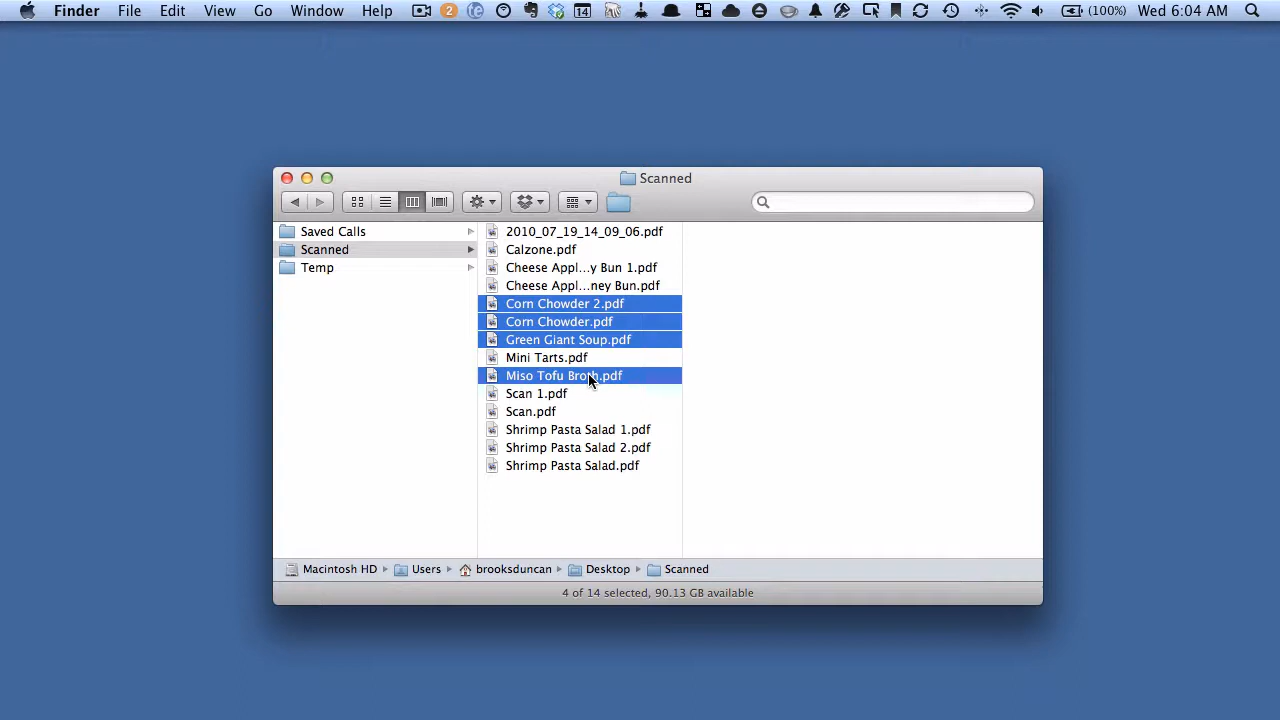 Finder File Edit View Go Window Help 2 14 (100%) Wed 6:04 AM
Scanned
Saved Calls
Scanned
Temp
2010_07_19_14_09_06.pdf
Calzone.pdf
Cheese Appl...y Bun 1.pdf
Cheese Appl...ney Bun.pdf
Corn Chowder 2.pdf
Corn Chowder.pdf
Green Giant Soup.pdf
Mini Tarts.pdf
Miso Tofu Broth.pdf
Scan 1.pdf
Scan.pdf
Shrimp Pasta Salad 1.pdf
Shrimp Pasta Salad 2.pdf
Shrimp Pasta Salad.pdf
Macintosh HD Users brooksduncan Desktop Scanned
4 of 14 selected, 90.13 GB available